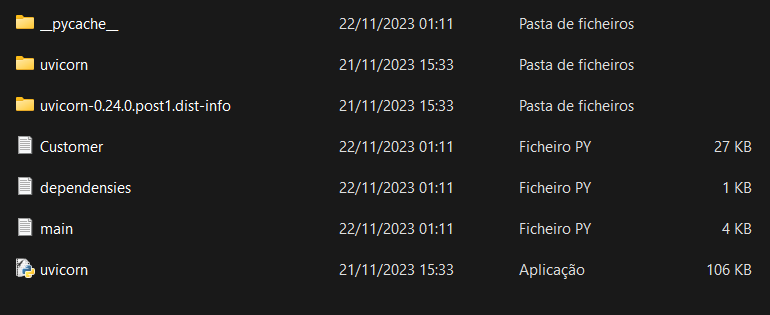 __pycache__ 22/11/2023 01:11 Pasta de ficheiros
uvicorn 21/11/2023 15:33 Pasta de ficheiros
uvicorn-0.24.0.post1.dist-info 21/11/2023 15:33 Pasta de ficheiros
Customer 22/11/2023 01:11 Ficheiro PY 27 KB
dependensies 22/11/2023 01:11 Ficheiro PY 1 KB
main 22/11/2023 01:11 Ficheiro PY 4 KB
uvicorn 21/11/2023 15:33 Aplicação 106 KB